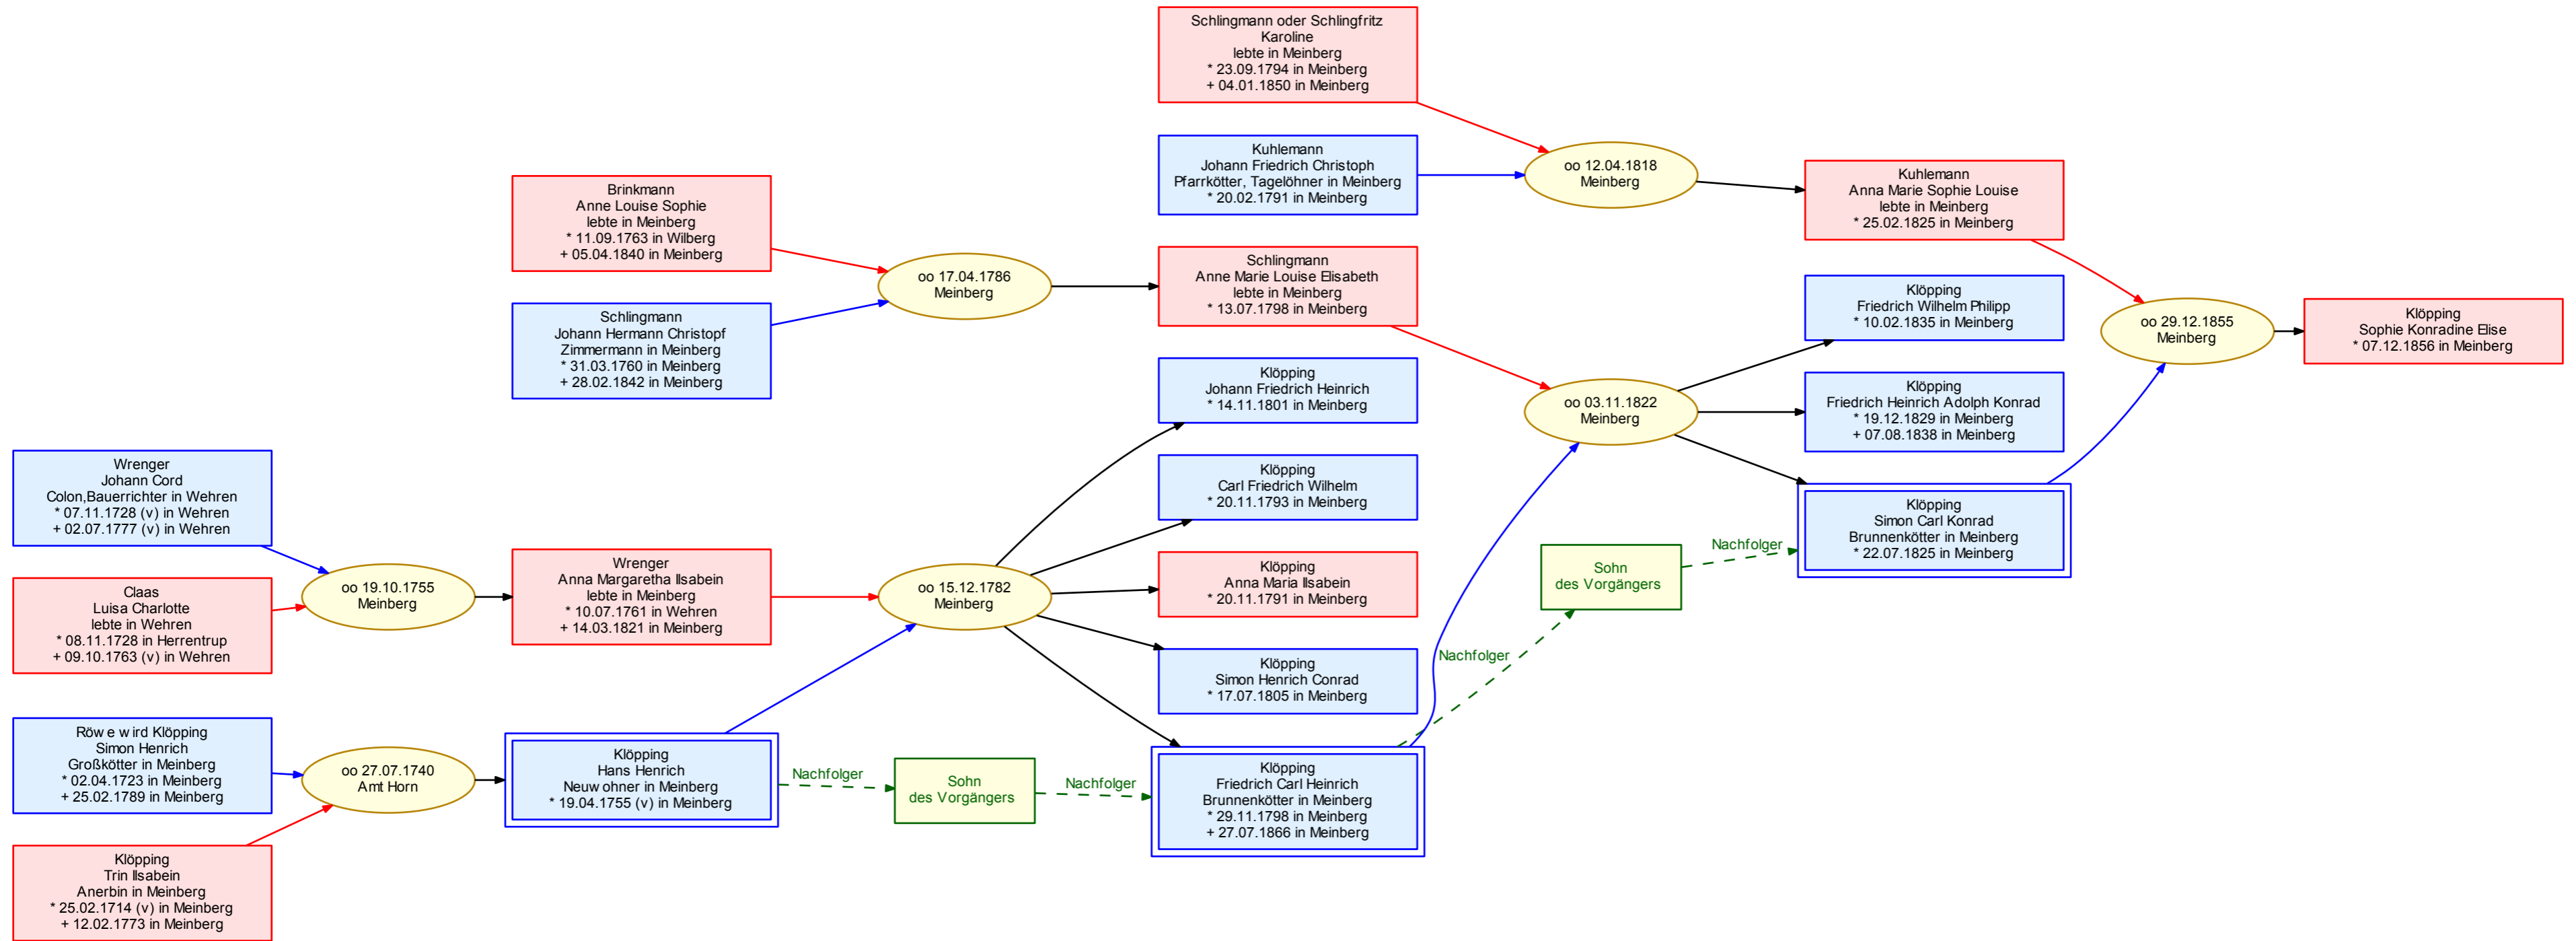 Schlingmann oder Schlingfritz
Karoline
lebte in Meinberg
* 23.09.1794 in Meinberg
+ 04.01.1850 in Meinberg
Kuhlemann
Johann Friedrich Christoph
Pfarrkötter, Tagelöhner in Meinberg
* 20.02.1791 in Meinberg
oo 12.04.1818
Meinberg
Kuhlemann
Anna Marie Sophie Louise
lebte in Meinberg
* 25.02.1825 in Meinberg
Brinkmann
Anne Louise Sophie
lebte in Meinberg
* 11.09.1763 in Wilberg
+ 05.04.1840 in Meinberg
Schlingmann
Johann Hermann Christopf
Zimmermann in Meinberg
* 31.03.1760 in Meinberg
+ 28.02.1842 in Meinberg
oo 17.04.1786
Meinberg
Schlingmann
Anne Marie Louise Elisabeth
lebte in Meinberg
* 13.07.1798 in Meinberg
Klöpping
Friedrich Wilhelm Philipp
* 10.02.1835 in Meinberg
oo 29.12.1855
Meinberg
Klöpping
Sophie Konradine Elise
* 07.12.1856 in Meinberg
Klöpping
Johann Friedrich Heinrich
* 14.11.1801 in Meinberg
oo 03.11.1822
Meinberg
Klöpping
Friedrich Heinrich Adolph Konrad
* 19.12.1829 in Meinberg
+ 07.08.1838 in Meinberg
Wrenger
Johann Cord
Colon,Bauerrichter in Wehren
* 07.11.1728 (v) in Wehren
+ 02.07.1777 (v) in Wehren
Klöpping
Carl Friedrich Wilhelm
* 20.11.1793 in Meinberg
Klöpping
Simon Carl Konrad
Brunnenkötter in Meinberg
* 22.07.1825 in Meinberg
Claas
Luisa Charlotte
lebte in Wehren
* 08.11.1728 in Herrentrup
+ 09.10.1763 (v) in Wehren
oo 19.10.1755
Meinberg
Wrenger
Anna Margaretha Ilsabein
lebte in Meinberg
* 10.07.1761 in Wehren
+ 14.03.1821 in Meinberg
oo 15.12.1782
Meinberg
Klöpping
Anna Maria Ilsabein
* 20.11.1791 in Meinberg
Sohn
des Vorgängers
Nachfolger
Nachfolger
Klöpping
Simon Henrich Conrad
* 17.07.1805 in Meinberg
Röwe wird Klöpping
Simon Henrich
Großkötter in Meinberg
* 02.04.1723 in Meinberg
+ 25.02.1789 in Meinberg
oo 27.07.1740
Amt Horn
Klöpping
Hans Henrich
Neuwohner in Meinberg
* 19.04.1755 (v) in Meinberg
Nachfolger
Sohn
des Vorgängers
Nachfolger
Klöpping
Friedrich Carl Heinrich
Brunnenkötter in Meinberg
* 29.11.1798 in Meinberg
+ 27.07.1866 in Meinberg
Klöpping
Trin Ilsabein
Anerbin in Meinberg
* 25.02.1714 (v) in Meinberg
+ 12.02.1773 in Meinberg